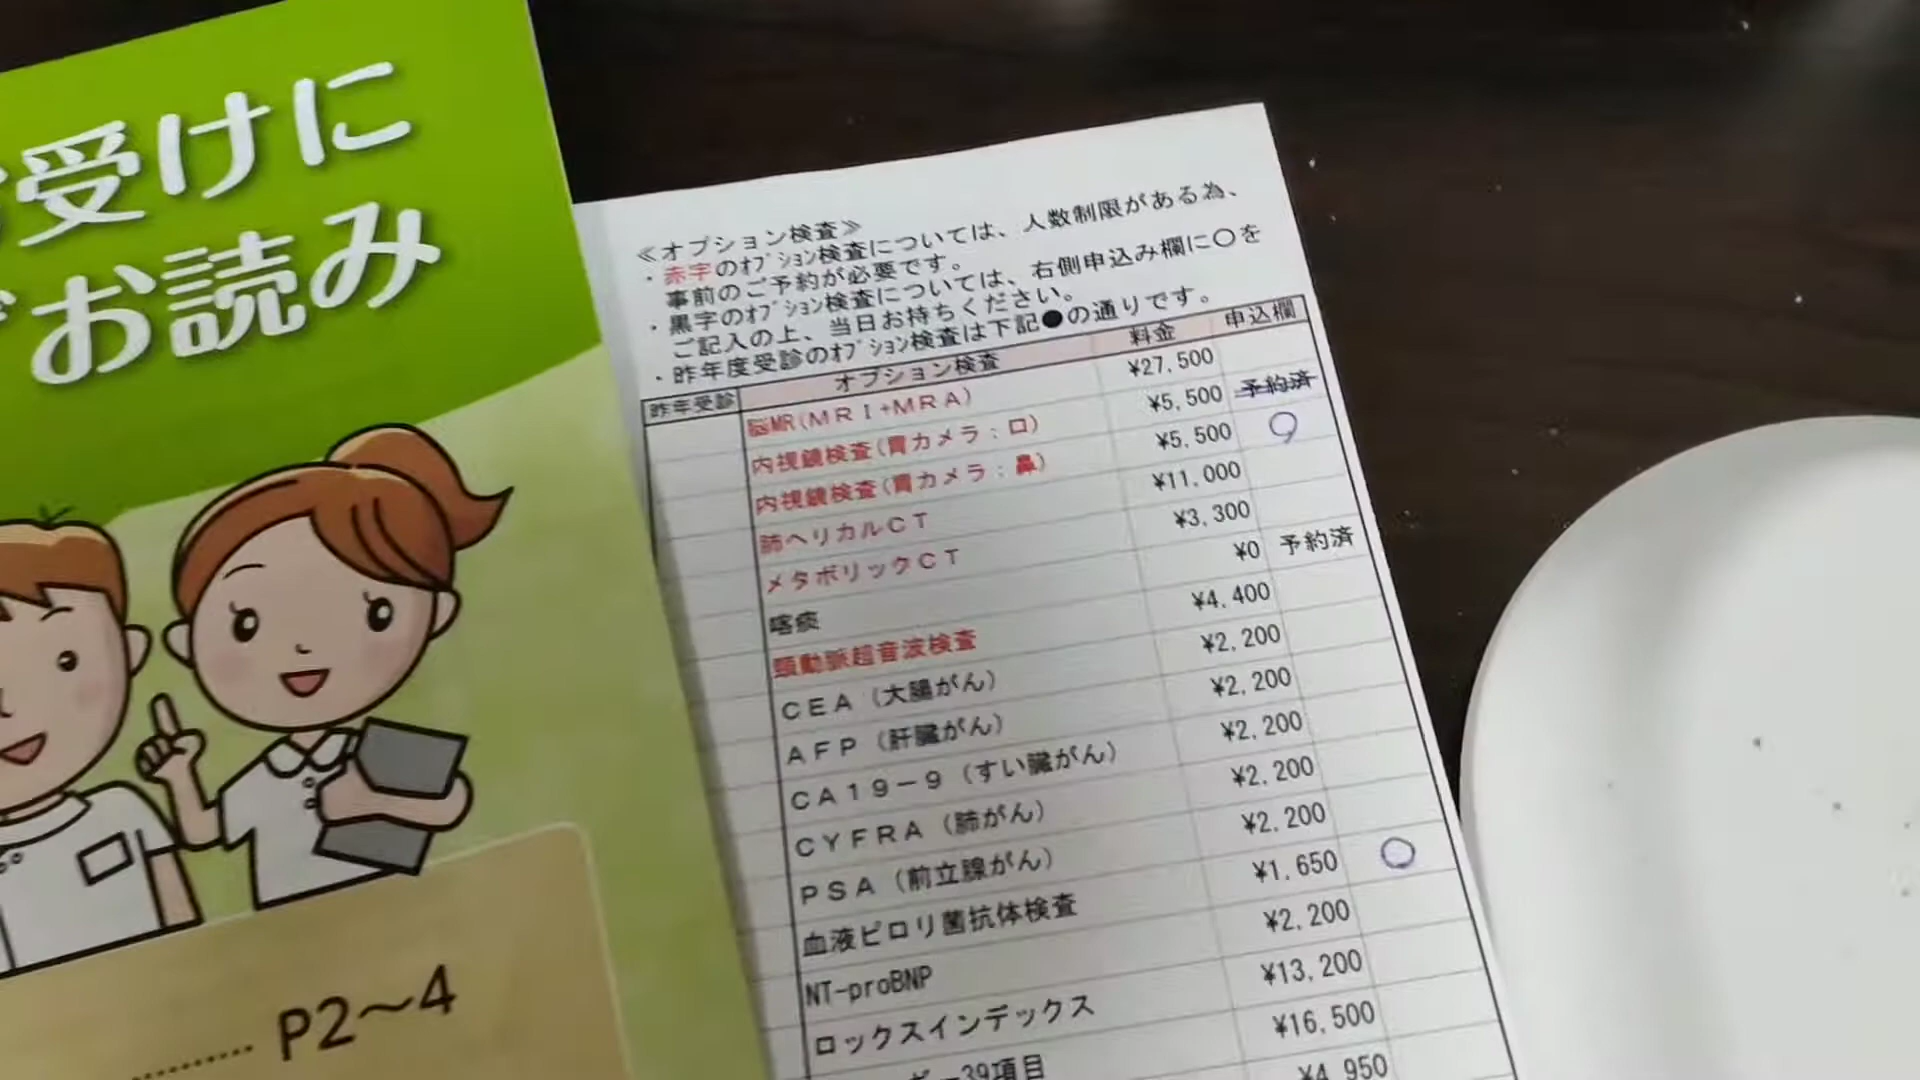 受けに
お読み
P2～4
≪オプション検査≫
・赤字のｵﾌﾟｼｮﾝ検査については、人数制限がある為、
事前のご予約が必要です。
・黒字のｵﾌﾟｼｮﾝ検査については、右側申込み欄に○を
ご記入の上、当日お持ちください。
・昨年度受診のｵﾌﾟｼｮﾝ検査は下記●の通りです。
昨年受診 オプション検査 料金 申込欄
脳MR(ＭＲＩ+ＭＲＡ) ¥27,500
内視鏡検査(胃カメラ：口) ¥5,500 予約済
内視鏡検査(胃カメラ：鼻) ¥5,500 ○
肺ヘリカルＣＴ ¥11,000
メタボリックＣＴ ¥3,300
喀痰 ¥0 予約済
頸動脈超音波検査 ¥4,400
ＣＥＡ（大腸がん） ¥2,200
ＡＦＰ（肝臓がん） ¥2,200
ＣＡ１９－９（すい臓がん） ¥2,200
ＣＹＦＲＡ（肺がん） ¥2,200
ＰＳＡ（前立腺がん） ¥2,200
血液ピロリ菌抗体検査 ¥1,650 ○
NT-proBNP ¥2,200
ロックスインデックス ¥13,200
39項目 ¥16,500
¥4,950